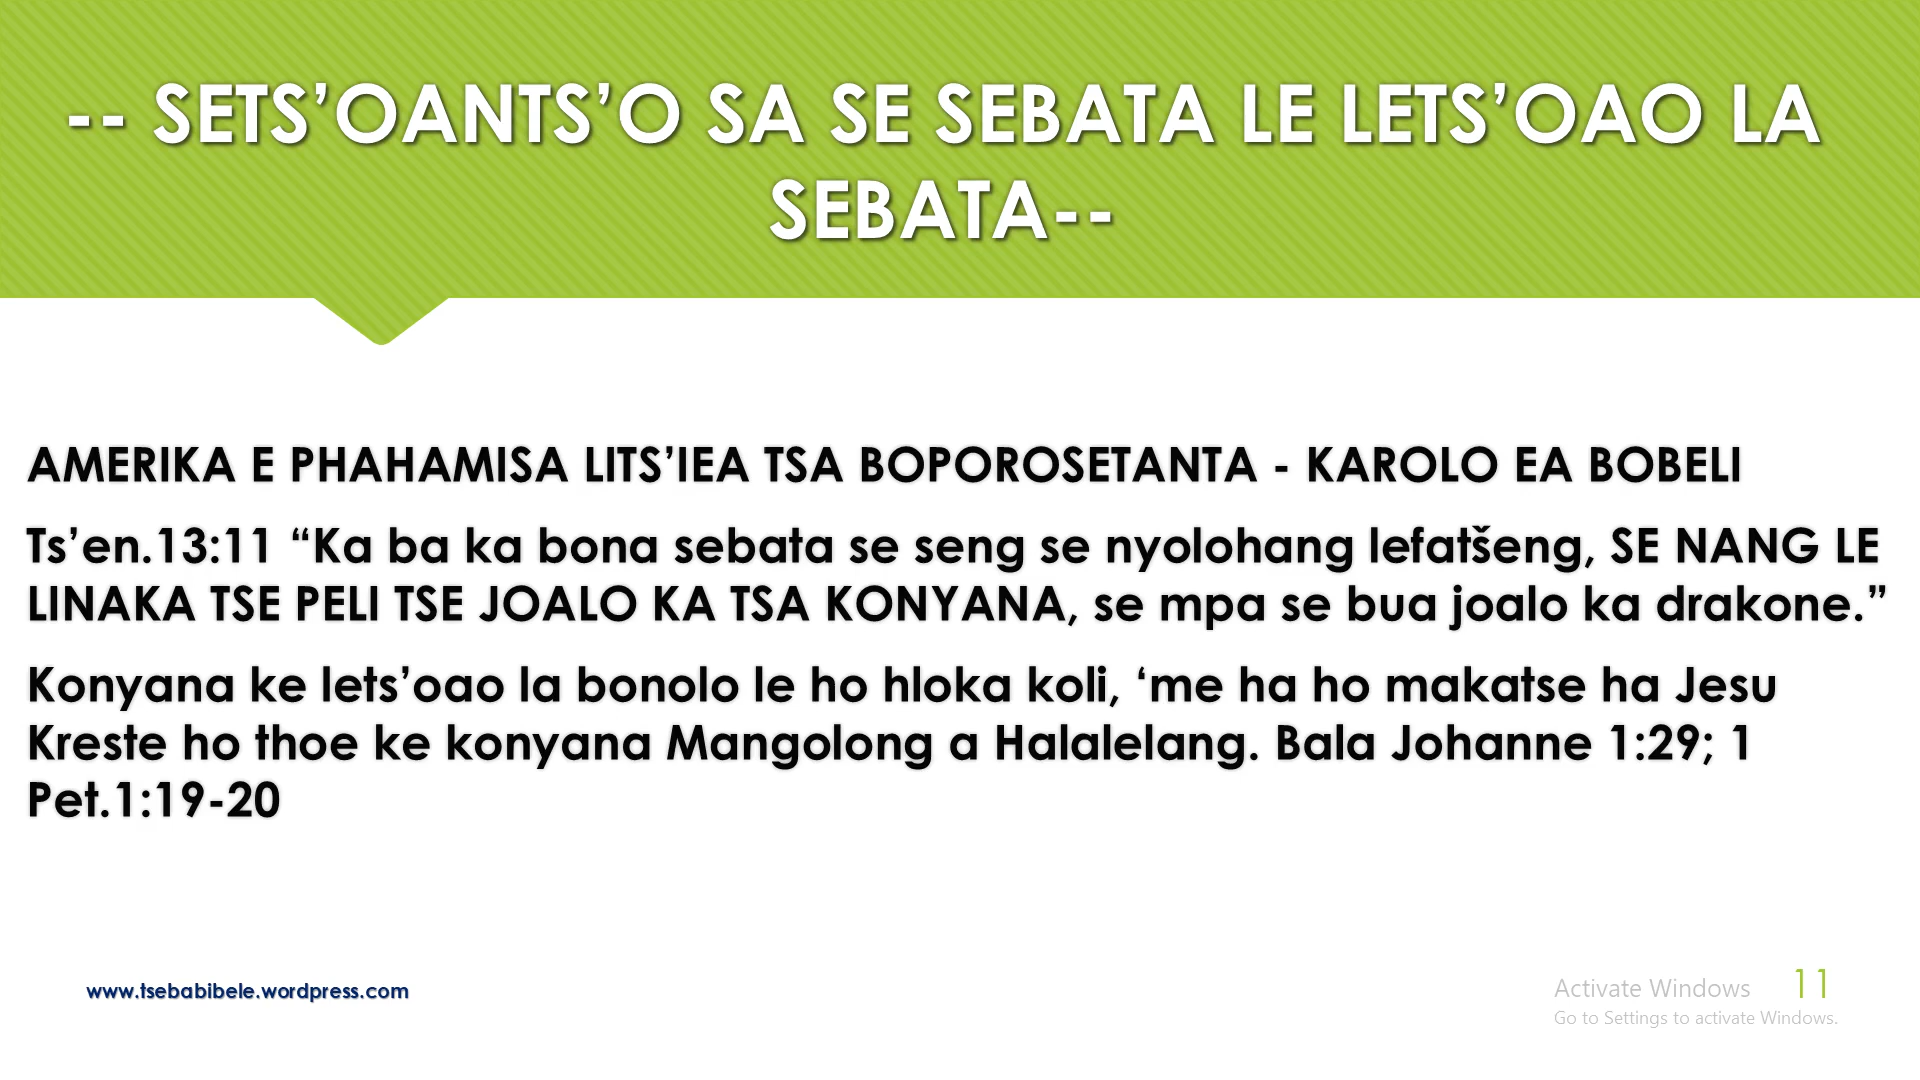 -- SETS’OANTS’O SA SE SEBATA LE LETS’OAO LA
SEBATA--
AMERIKA E PHAHAMISA LITS’IEA TSA BOPOROSETANTA - KAROLO EA BOBELI
Ts’en.13:11 “Ka ba ka bona sebata se seng se nyolohang lefatšeng, SE NANG LE
LINAKA TSE PELI TSE JOALO KA TSA KONYANA, se mpa se bua joalo ka drakone.”
Konyana ke lets’oao la bonolo le ho hloka koli, ‘me ha ho makatse ha Jesu
Kreste ho thoe ke konyana Mangolong a Halalelang. Bala Johanne 1:29; 1
Pet.1:19-20
www.tsebabibele.wordpress.com
Activate Windows
11
Go to Settings to activate Windows.